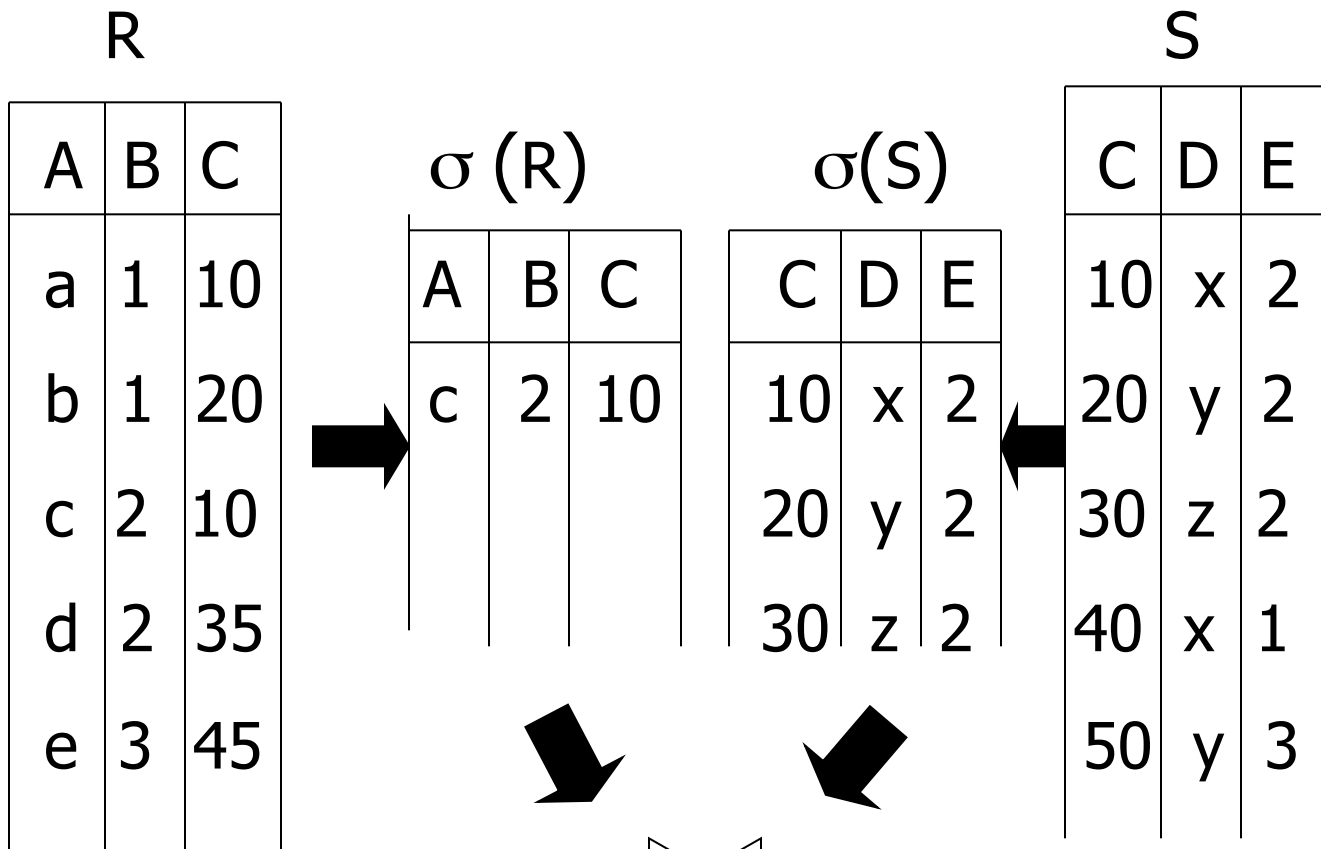 R S
A B C σ (R) σ(S) C D E
a 1 10 A B C C D E 10 x 2
b 1 20 c 2 10 10 x 2 20 y 2
c 2 10 20 y 2 30 z 2
d 2 35 30 z 2 40 x 1
e 3 45 50 y 3